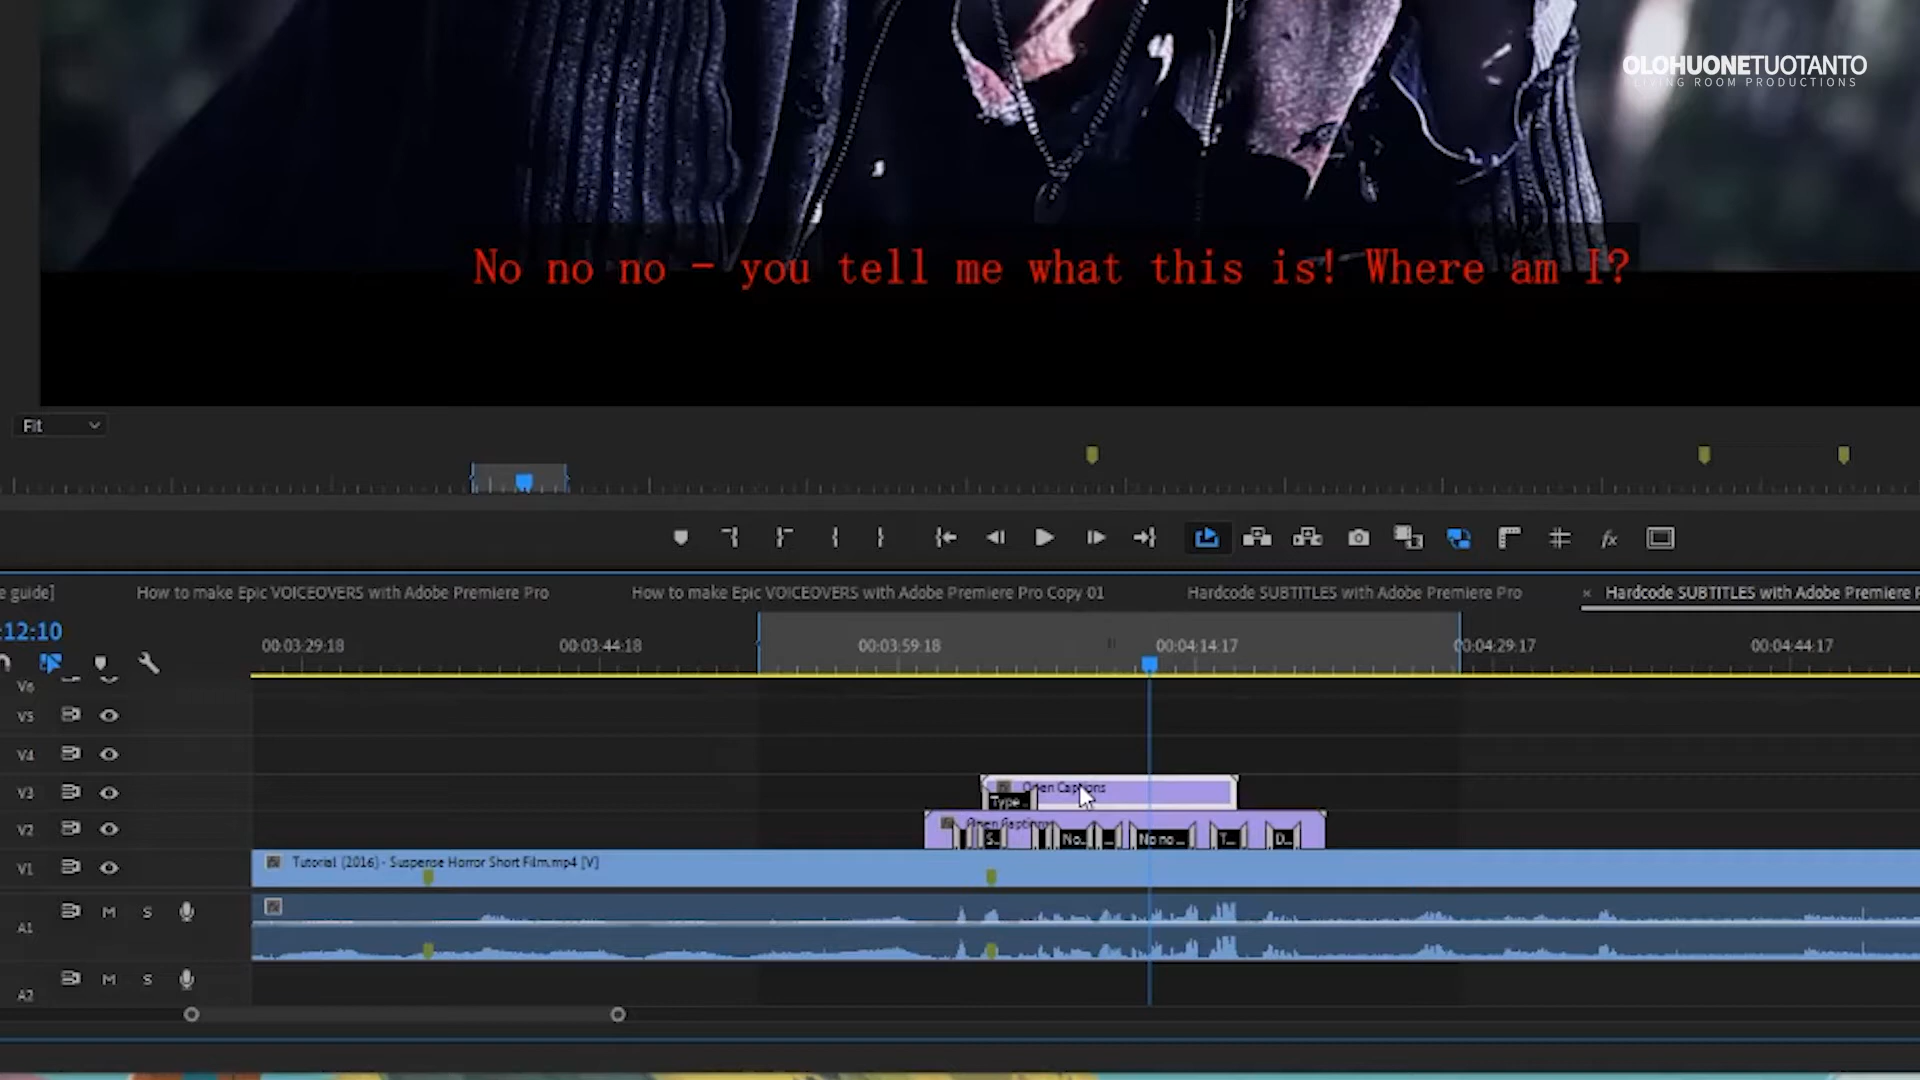 OLOHUONETUOTANTO
LIVING ROOM PRODUCTIONS
No no no - you tell me what this is! Where am I?
Fit
e guide]
How to make Epic VOICEOVERS with Adobe Premiere Pro
How to make Epic VOICEOVERS with Adobe Premiere Pro Copy 01
Hardcode SUBTITLES with Adobe Premiere Pro
× Hardcode SUBTITLES with Adobe Premiere P
:12:10
00:03:29:18
00:03:44:18
00:03:59:18
00:04:14:17
00:04:29:17
00:04:44:17
V6
V5
V4
V3
Open Captions
Type...
V2
Open Captions
S..
No..
...
No no ...
T...
D...
V1
Tutorial (2016) - Suspense Horror Short Film.mp4 [V]
A1
M
S
A2
M
S
fx